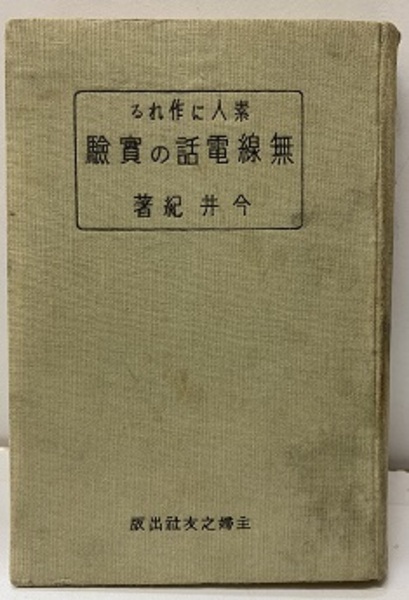 素人に作れる
無線電話の實驗
今井紀著
主婦之友社出版